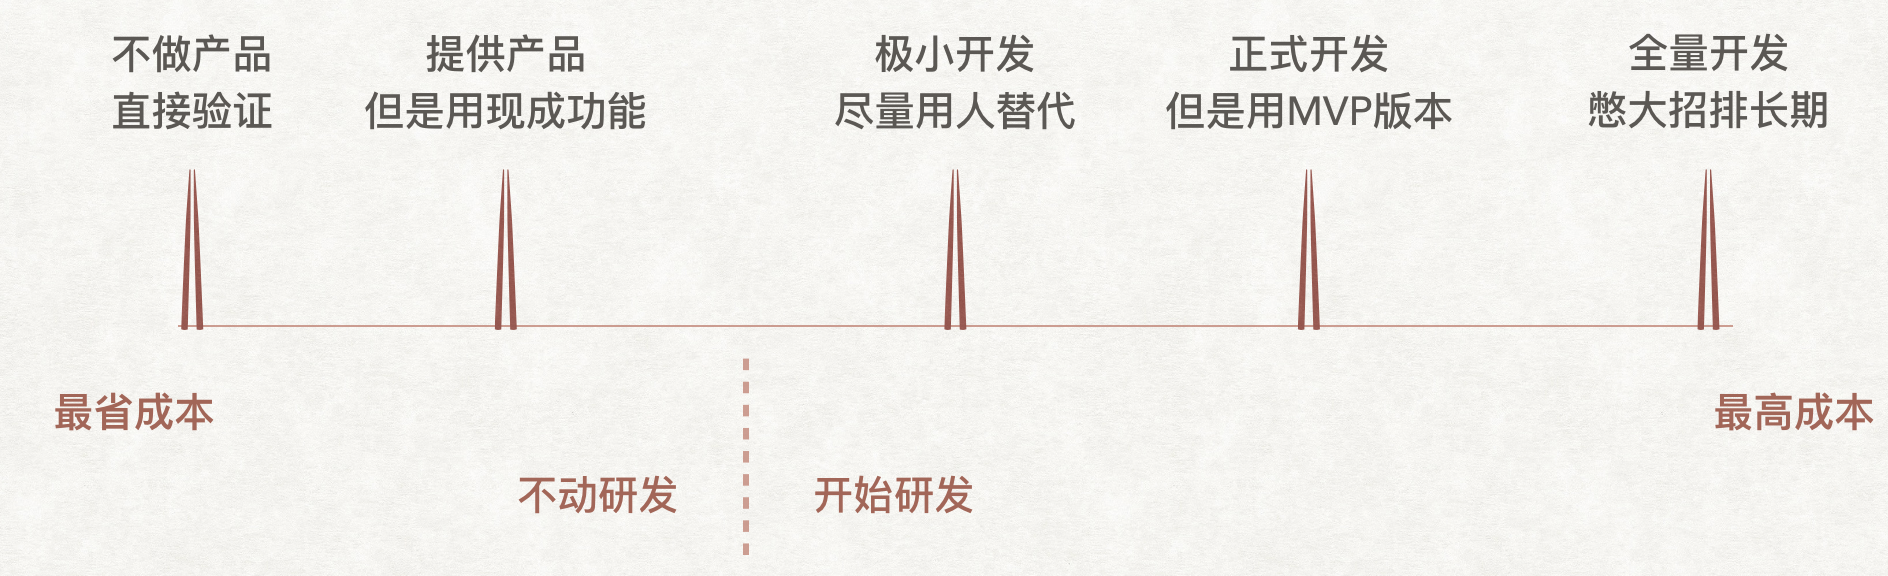 不做产品
直接验证
提供产品
但是用现成功能
极小开发
尽量用人替代
正式开发
但是用MVP版本
全量开发
憋大招排长期
最省成本
最高成本
不动研发
开始研发